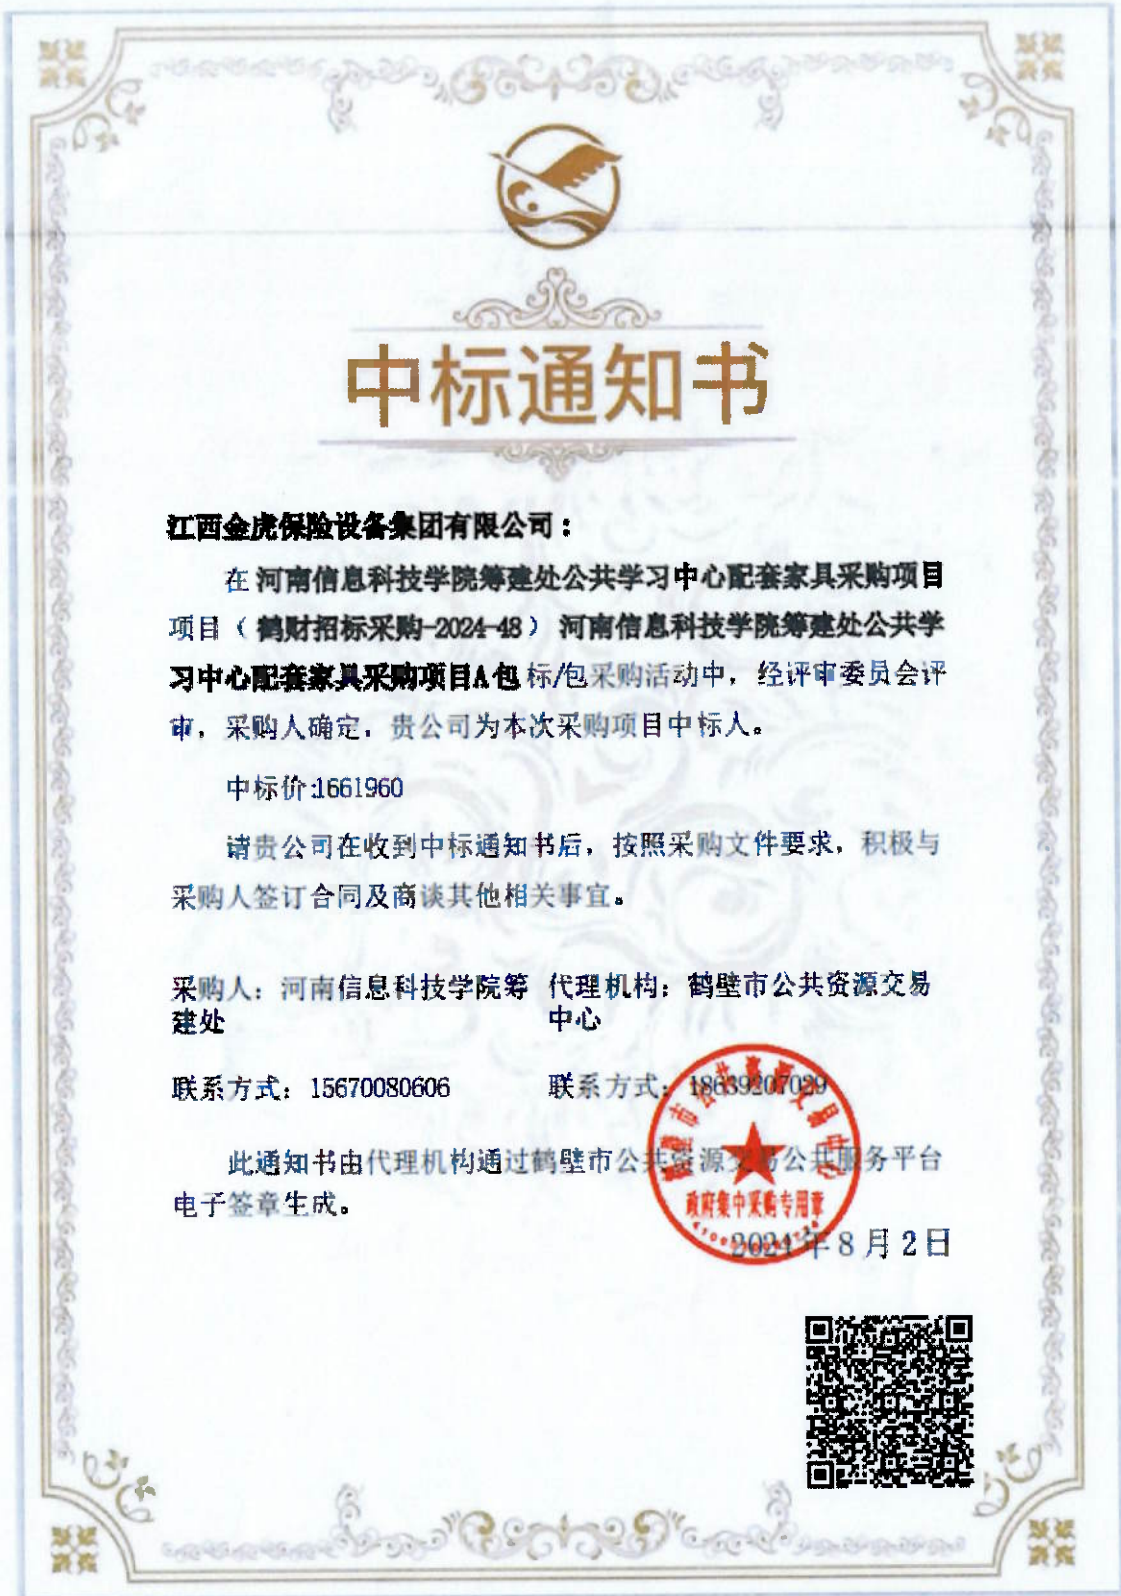 中标通知书
江西金虎保险设备集团有限公司：
在 河南信息科技学院筹建处公共学习中心配套家具采购项目
项目（ 鹤财招标采购-2024-48） 河南信息科技学院筹建处公共学
习中心配套家具采购项目A包 标/包采购活动中，经评审委员会评
审，采购人确定，贵公司为本次采购项目中标人。
中标价:1661960
请贵公司在收到中标通知书后，按照采购文件要求，积极与
采购人签订合同及商谈其他相关事宜。
采购人：河南信息科技学院筹
建处
代理机构：鹤壁市公共资源交易
中心
联系方式：15670080606
联系方式：18639207029
此通知书由代理机构通过鹤壁市公共资源交易公共服务平台
电子签章生成。
鹤壁市公共资源交易中心
政府集中采购专用章
2024 年 8 月 2 日